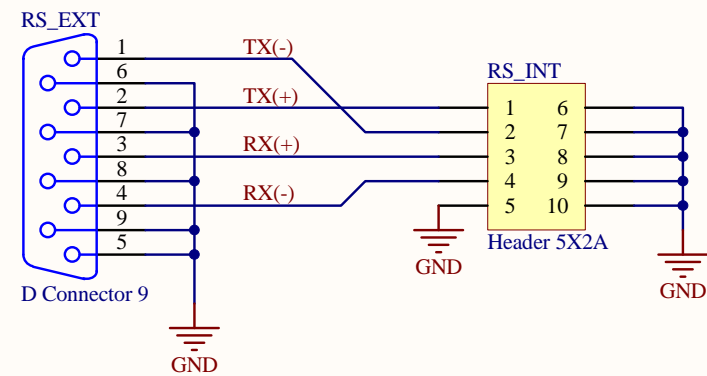 RS_EXT
1
6
2
7
3
8
4
9
5
D Connector 9
TX(-)
TX(+)
RX(+)
RX(-)
GND
RS_INT
1 6
2 7
3 8
4 9
5 10
Header 5X2A
GND
GND